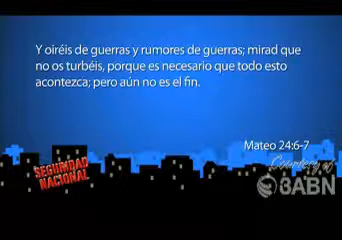 Y oiréis de guerras y rumores de guerras; mirad que
no os turbéis, porque es necesario que todo esto
acontezca; pero aún no es el fin.
Mateo 24:6-7
SEGURIDAD
NACIONAL
Courtesy of
3ABN